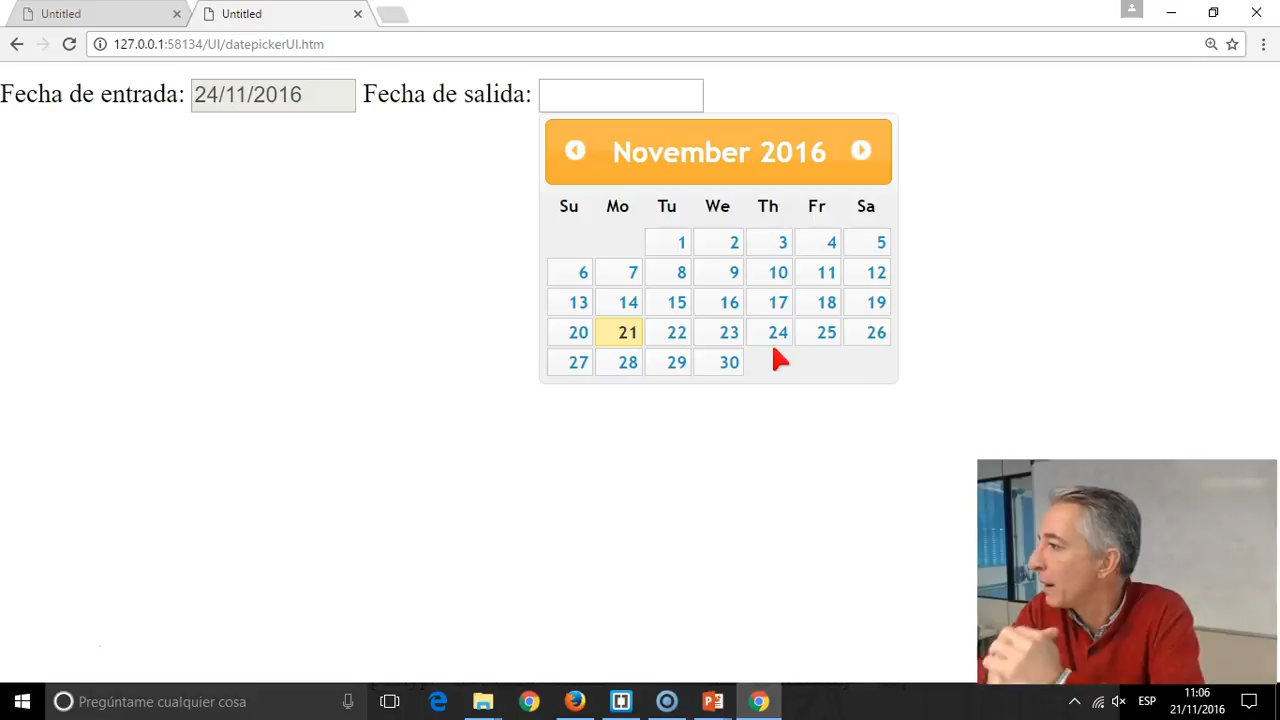 Untitled
Untitled
127.0.0.1:58134/UI/datepickerUI.htm
Fecha de entrada: 24/11/2016 Fecha de salida:
November 2016
Su Mo Tu We Th Fr Sa
1 2 3 4 5
6 7 8 9 10 11 12
13 14 15 16 17 18 19
20 21 22 23 24 25 26
27 28 29 30
Pregúntame cualquier cosa
ESP
11:06
21/11/2016